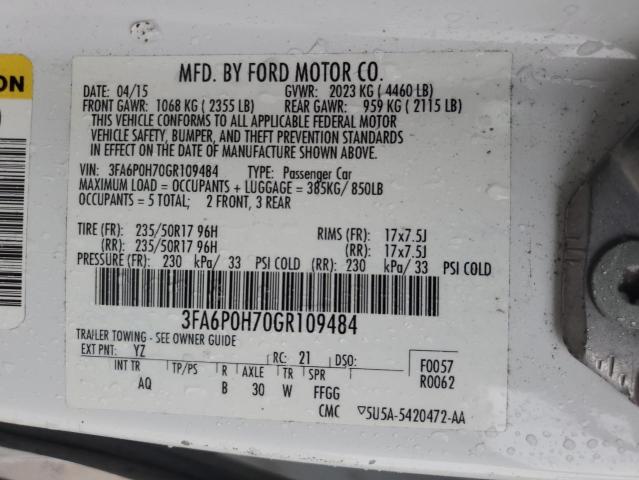 ON
MFD. BY FORD MOTOR CO.
DATE: 04/15 GVWR: 2023 KG ( 4460 LB)
FRONT GAWR: 1068 KG ( 2355 LB) REAR GAWR: 959 KG ( 2115 LB)
THIS VEHICLE CONFORMS TO ALL APPLICABLE FEDERAL MOTOR
VEHICLE SAFETY, BUMPER, AND THEFT PREVENTION STANDARDS
IN EFFECT ON THE DATE OF MANUFACTURE SHOWN ABOVE.
VIN: 3FA6P0H70GR109484 TYPE: Passenger Car
MAXIMUM LOAD = OCCUPANTS + LUGGAGE = 385KG/ 850LB
OCCUPANTS = 5 TOTAL; 2 FRONT, 3 REAR
TIRE (FR): 235/50R17 96H RIMS (FR): 17x7.5J
(RR): 235/50R17 96H (RR): 17x7.5J
PRESSURE (FR): 230 kPa/ 33 PSI COLD (RR): 230 kPa/ 33 PSI COLD
3FA6P0H70GR109484
TRAILER TOWING - SEE OWNER GUIDE
EXT PNT: YZ RC: 21 DSO: F0057
INT TR TP/PS R AXLE TR SPR R0062
AQ B 30 W FFGG
CMC ▽5U5A-5420472-AA